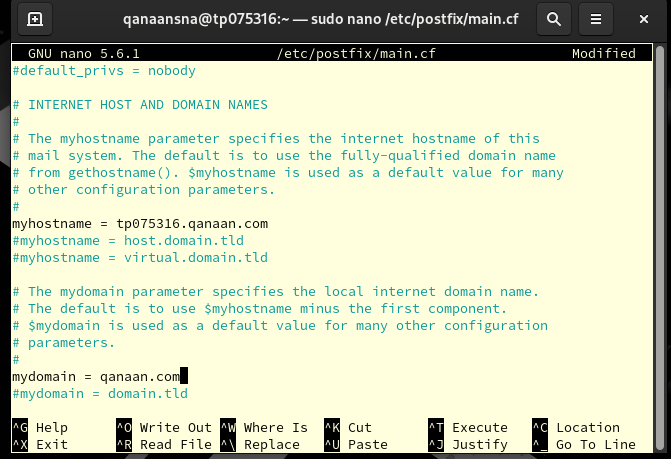 qanaansna@tp075316:~ — sudo nano /etc/postfix/main.cf
GNU nano 5.6.1 /etc/postfix/main.cf Modified
#default_privs = nobody
# INTERNET HOST AND DOMAIN NAMES
#
# The myhostname parameter specifies the internet hostname of this
# mail system. The default is to use the fully-qualified domain name
# from gethostname(). $myhostname is used as a default value for many
# other configuration parameters.
#
myhostname = tp075316.qanaan.com
#myhostname = host.domain.tld
#myhostname = virtual.domain.tld
# The mydomain parameter specifies the local internet domain name.
# The default is to use $myhostname minus the first component.
# $mydomain is used as a default value for many other configuration
# parameters.
#
mydomain = qanaan.com
#mydomain = domain.tld
^G Help ^O Write Out ^W Where Is ^K Cut ^T Execute ^C Location
^X Exit ^R Read File ^\ Replace ^U Paste ^J Justify ^_ Go To Line